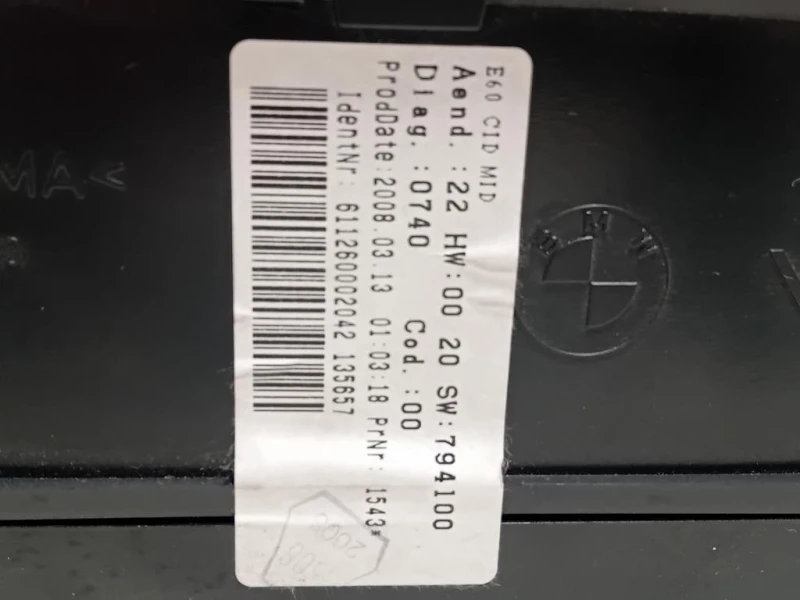 E60 CID MID
Aend. :22 HW:00 20 SW:794100
Diag. :0740 Cod. :00
ProdDate:2008.03.13 01:03:18 PrNr: 1543*
IdentNr: 611260002042 135657
BMW